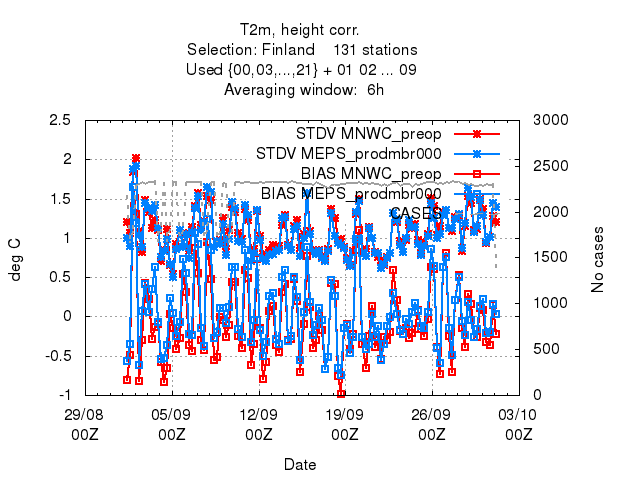 T2m, height corr.
Selection: Finland    131 stations
Used {00,03,...,21} + 01 02 ... 09
Averaging window:  6h
STDV MNWC_preop
STDV MEPS_prodmbr000
BIAS MNWC_preop
BIAS MEPS_prodmbr000
CASES
deg C
2.5
2
1.5
1
0.5
0
-0.5
-1
No cases
3000
2500
2000
1500
1000
500
0
29/08 05/09 12/09 19/09 26/09 03/10
00Z 00Z 00Z 00Z 00Z 00Z
Date